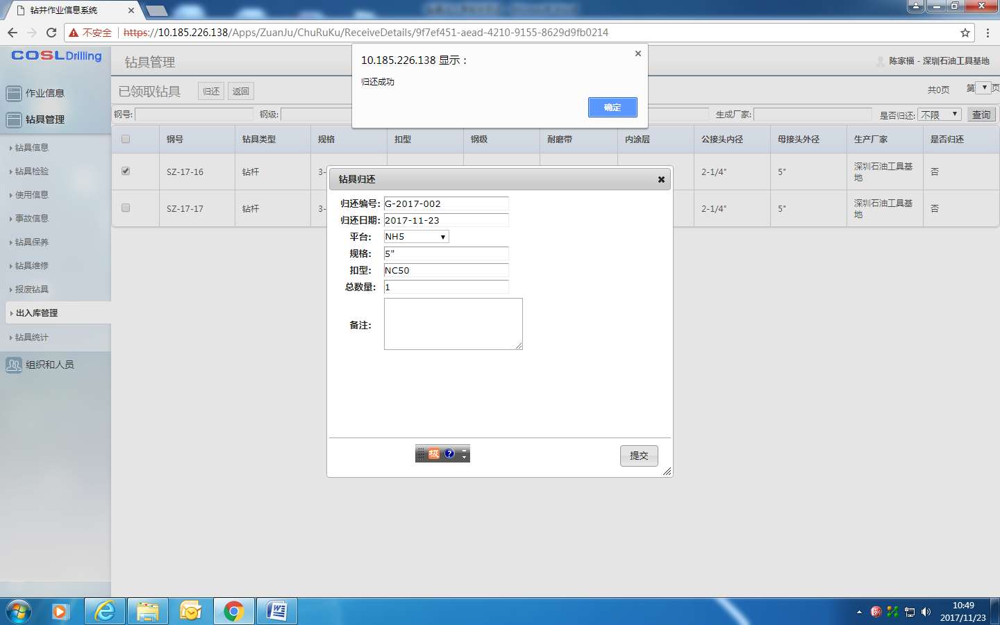 钻井作业信息系统
不安全 https://10.185.226.138/Apps/ZuanJu/ChuRuKu/ReceiveDetails/9f7ef451-aead-4210-9155-8629d9fb0214
COSLDrilling
钻具管理
陈家福 - 深圳石油工具基地
10.185.226.138 显示：
归还成功
确定
作业信息
钻具管理
钻具信息
钻具检验
使用信息
事故信息
钻具保养
钻具维修
报废钻具
出入库管理
钻具统计
组织和人员
已领取钻具 归还 返回 共0页 第 页
钢号: 钢级: 生成厂家: 是否归还: 不限 查询
钢号 钻具类型 规格 扣型 钢级 耐磨带 内涂层 公接头内径 母接头外径 生产厂家 是否归还
SZ-17-16 钻杆 3- 2-1/4" 5" 深圳石油工具基地 否
SZ-17-17 钻杆 3- 2-1/4" 5" 深圳石油工具基地 否
钻具归还
归还编号: G-2017-002
归还日期: 2017-11-23
平台: NH5
规格: 5"
扣型: NC50
总数量: 1
备注:
提交
10:49
2017/11/23